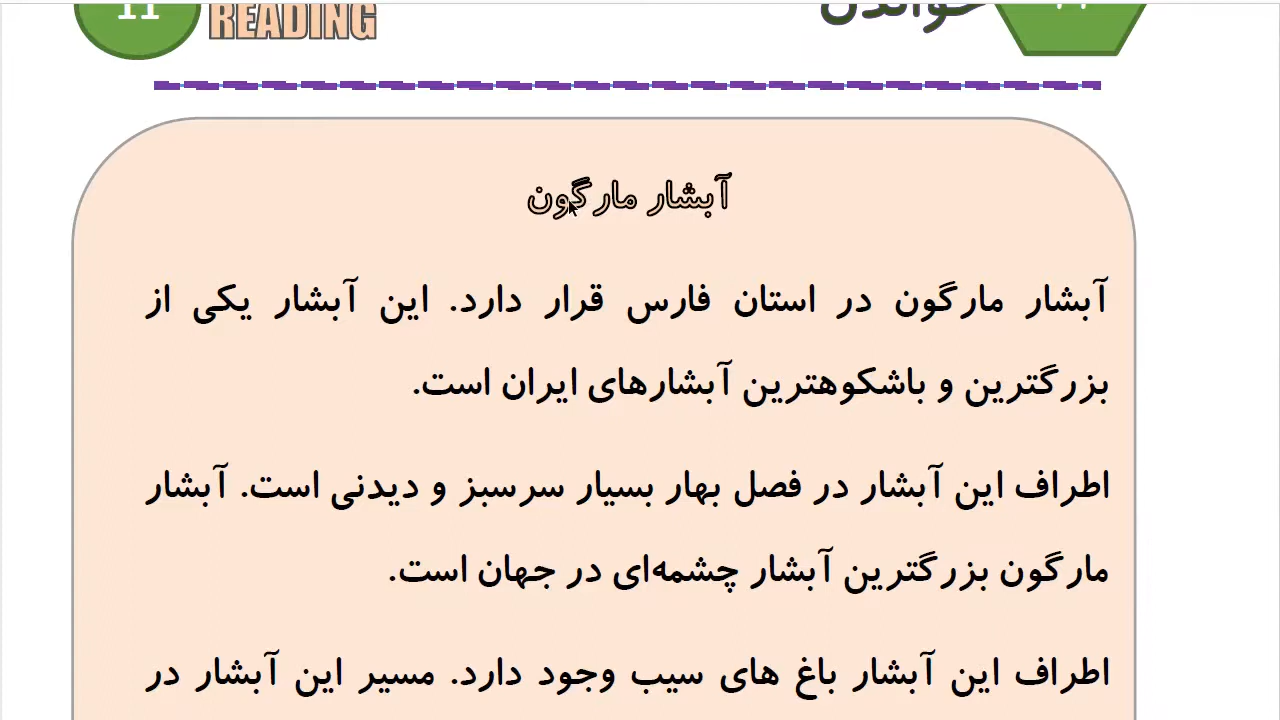 11 READING خواندن
آبشار مارگون
آبشار مارگون در استان فارس قرار دارد. این آبشار یکی از
بزرگترین و باشکوهترین آبشارهای ایران است.
اطراف این آبشار در فصل بهار بسیار سرسبز و دیدنی است. آبشار
مارگون بزرگترین آبشار چشمه‌ای در جهان است.
اطراف این آبشار باغ های سیب وجود دارد. مسیر این آبشار در